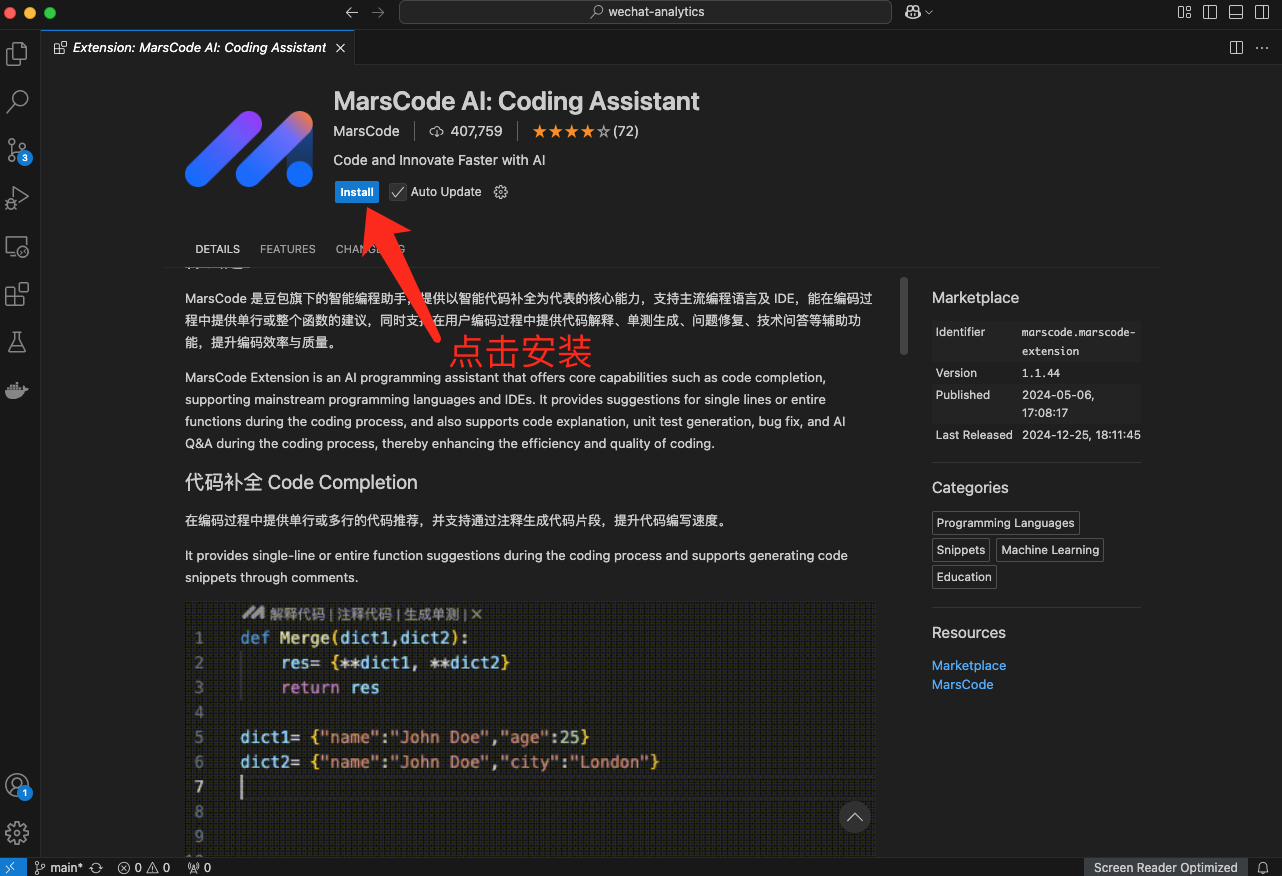 wechat-analytics
Extension: MarsCode AI: Coding Assistant
MarsCode AI: Coding Assistant
MarsCode
407,759
(72)
Code and Innovate Faster with AI
Install
Auto Update
DETAILS
FEATURES
MarsCode 是豆包旗下的智能编程助手，提供以智能代码补全为代表的核心能力，支持主流编程语言及 IDE，能在编码过
程中提供单行或整个函数的建议，同时支持在用户编码过程中提供代码解释、单测生成、问题修复、技术问答等辅助功
能，提升编码效率与质量。
点击安装
MarsCode Extension is an AI programming assistant that offers core capabilities such as code completion,
supporting mainstream programming languages and IDEs. It provides suggestions for single lines or entire
functions during the coding process, and also supports code explanation, unit test generation, bug fix, and AI
Q&A during the coding process, thereby enhancing the efficiency and quality of coding.
代码补全 Code Completion
在编码过程中提供单行或多行的代码推荐，并支持通过注释生成代码片段，提升代码编写速度。
It provides single-line or entire function suggestions during the coding process and supports generating code
snippets through comments.
解释代码 | 注释代码 | 生成单测 | ✕
1 def Merge(dict1,dict2):
2 res= {**dict1, **dict2}
3 return res
4
5 dict1= {"name":"John Doe","age":25}
6 dict2= {"name":"John Doe","city":"London"}
7
8
9
Marketplace
Identifier marscode.marscode-
extension
Version 1.1.44
Published 2024-05-06,
17:08:17
Last Released 2024-12-25, 18:11:45
Categories
Programming Languages
Snippets
Machine Learning
Education
Resources
Marketplace
MarsCode
3
1
main*
0
0
0
Screen Reader Optimized